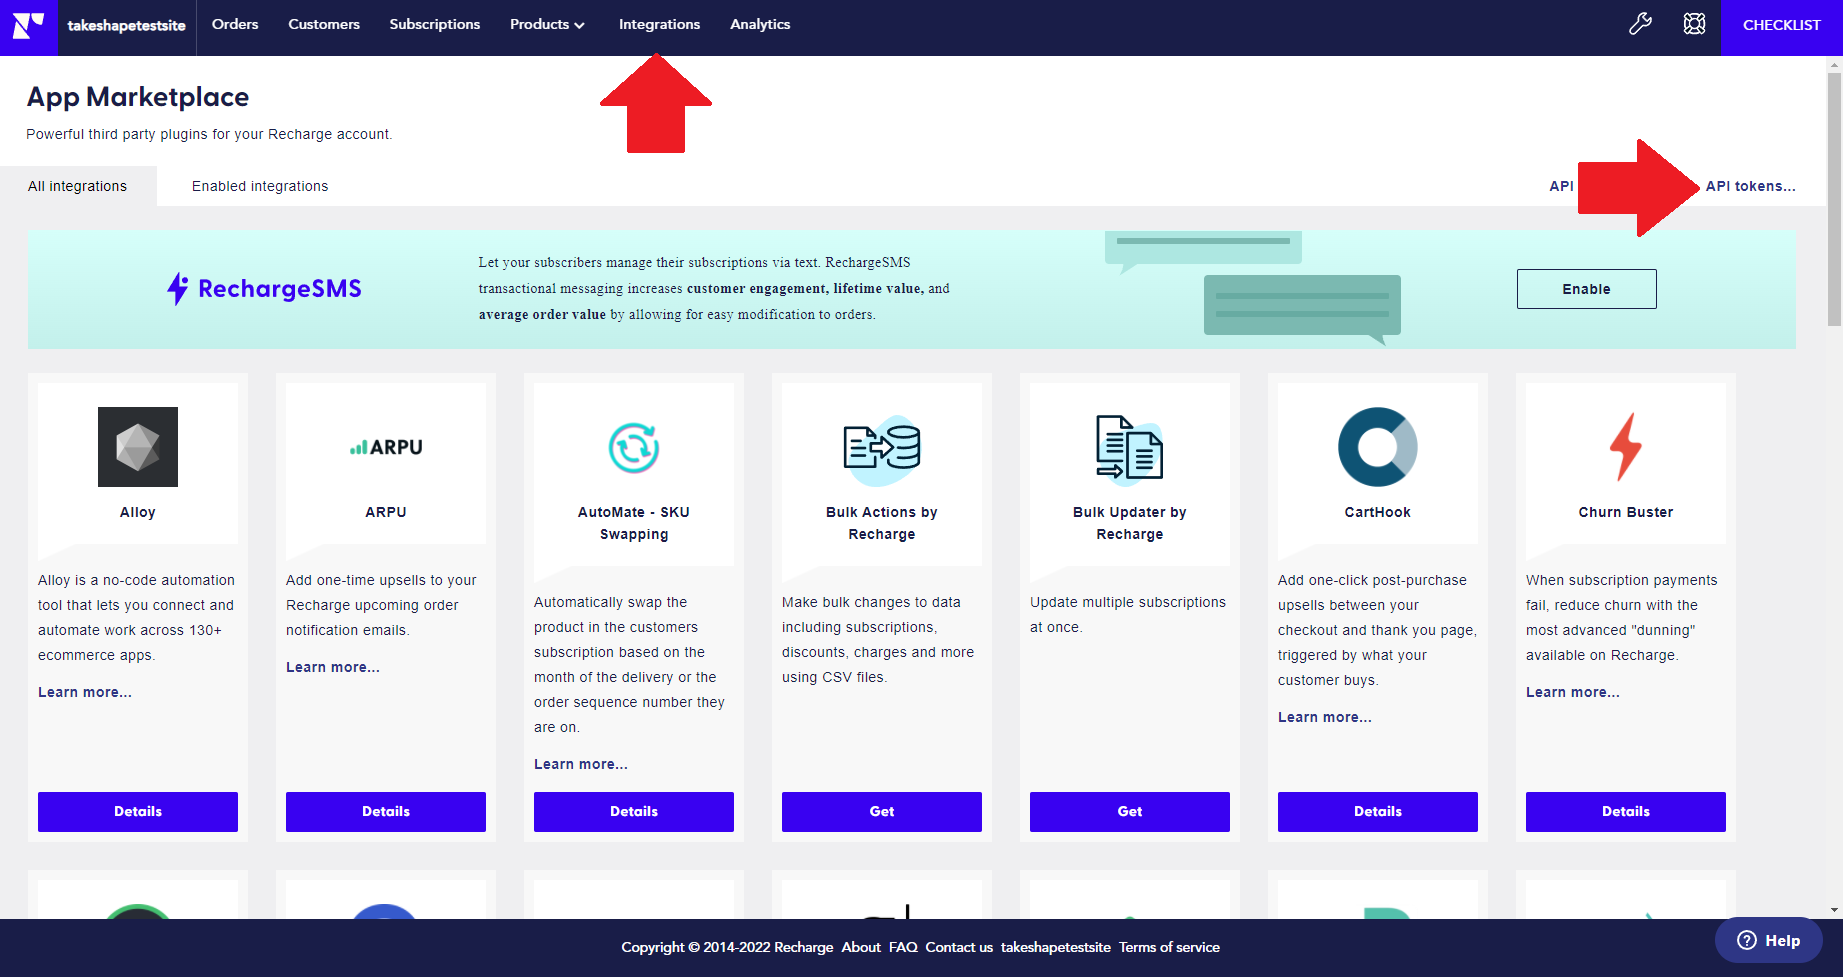 takeshapetestsite
Orders
Customers
Subscriptions
Products
Integrations
Analytics
CHECKLIST
App Marketplace
Powerful third party plugins for your Recharge account.
All integrations
Enabled integrations
API
API tokens...
RechargeSMS
Let your subscribers manage their subscriptions via text. RechargeSMS
transactional messaging increases customer engagement, lifetime value, and
average order value by allowing for easy modification to orders.
Enable
Alloy
Alloy is a no-code automation
tool that lets you connect and
automate work across 130+
ecommerce apps.
Learn more...
Details
ARPU
ARPU
Add one-time upsells to your
Recharge upcoming order
notification emails.
Learn more...
Details
AutoMate - SKU
Swapping
Automatically swap the
product in the customers
subscription based on the
month of the delivery or the
order sequence number they
are on.
Learn more...
Details
Bulk Actions by
Recharge
Make bulk changes to data
including subscriptions,
discounts, charges and more
using CSV files.
Get
Bulk Updater by
Recharge
Update multiple subscriptions
at once.
Get
CartHook
Add one-click post-purchase
upsells between your
checkout and thank you page,
triggered by what your
customer buys.
Learn more...
Details
Churn Buster
When subscription payments
fail, reduce churn with the
most advanced "dunning"
available on Recharge.
Learn more...
Details
Copyright © 2014-2022 Recharge About FAQ Contact us takeshapetestsite Terms of service
Help